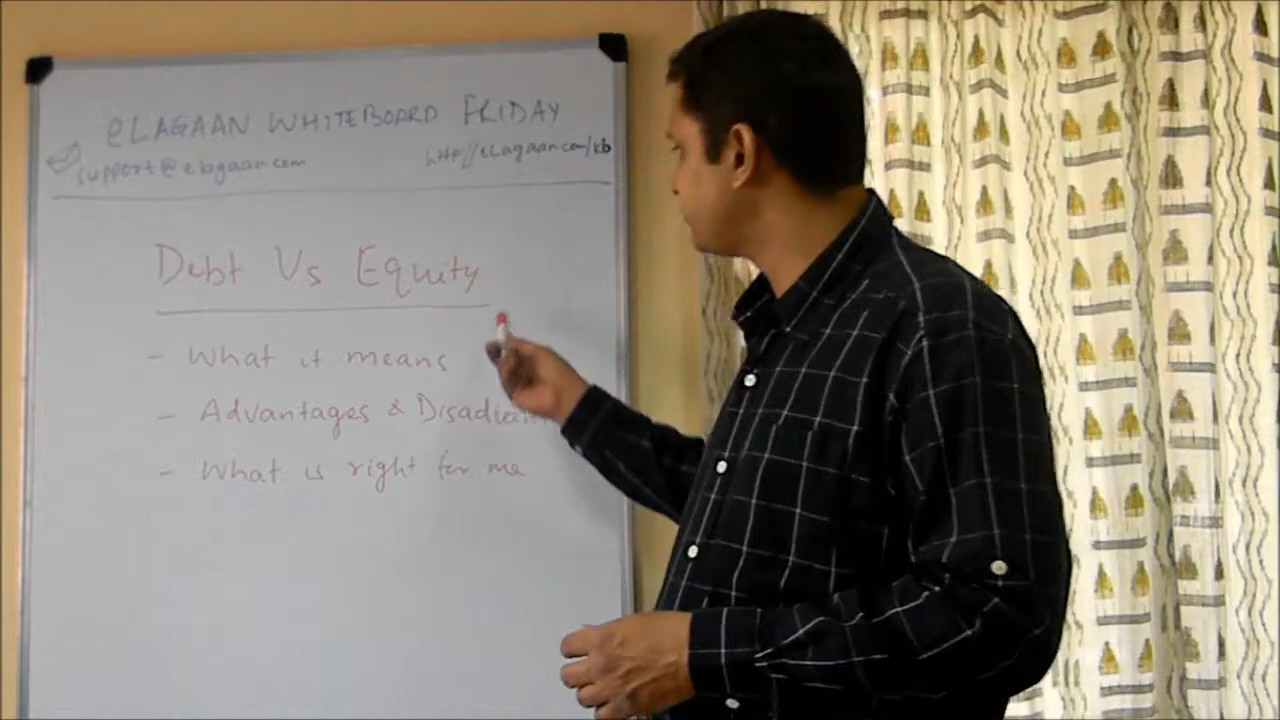 eLAGAAN WHITEBOARD FRIDAY
support@elagaan.com
http://elagaan.com/kb
Debt Vs Equity
- What it means
- Advantages &
- What is right for me